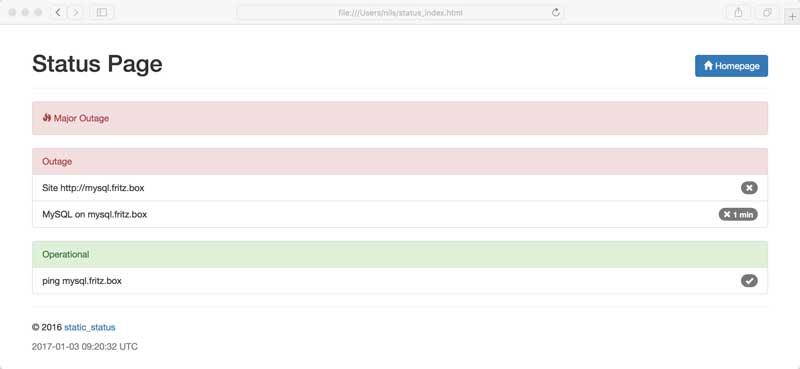 file:///Users/nils/status_index.html
Status Page
Homepage
Major Outage
Outage
Site http://mysql.fritz.box
MySQL on mysql.fritz.box
1 min
Operational
ping mysql.fritz.box
© 2016 static_status
2017-01-03 09:20:32 UTC